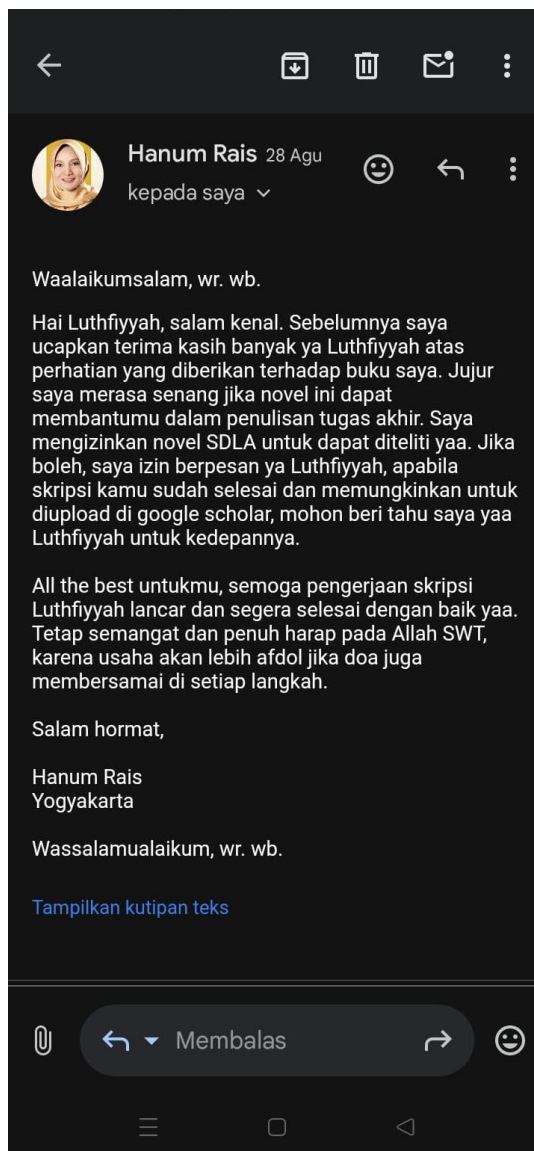 Hanum Rais 28 Agu
kepada saya
Waalaikumsalam, wr. wb.
Hai Luthfiyyah, salam kenal. Sebelumnya saya
ucapkan terima kasih banyak ya Luthfiyyah atas
perhatian yang diberikan terhadap buku saya. Jujur
saya merasa senang jika novel ini dapat
membantumu dalam penulisan tugas akhir. Saya
mengizinkan novel SDLA untuk dapat diteliti yaa. Jika
boleh, saya izin berpesan ya Luthfiyyah, apabila
skripsi kamu sudah selesai dan memungkinkan untuk
diupload di google scholar, mohon beri tahu saya yaa
Luthfiyyah untuk kedepannya.
All the best untukmu, semoga pengerjaan skripsi
Luthfiyyah lancar dan segera selesai dengan baik yaa.
Tetap semangat dan penuh harap pada Allah SWT,
karena usaha akan lebih afdol jika doa juga
membersamai di setiap langkah.
Salam hormat,
Hanum Rais
Yogyakarta
Wassalamualaikum, wr. wb.
Tampilkan kutipan teks
Membalas